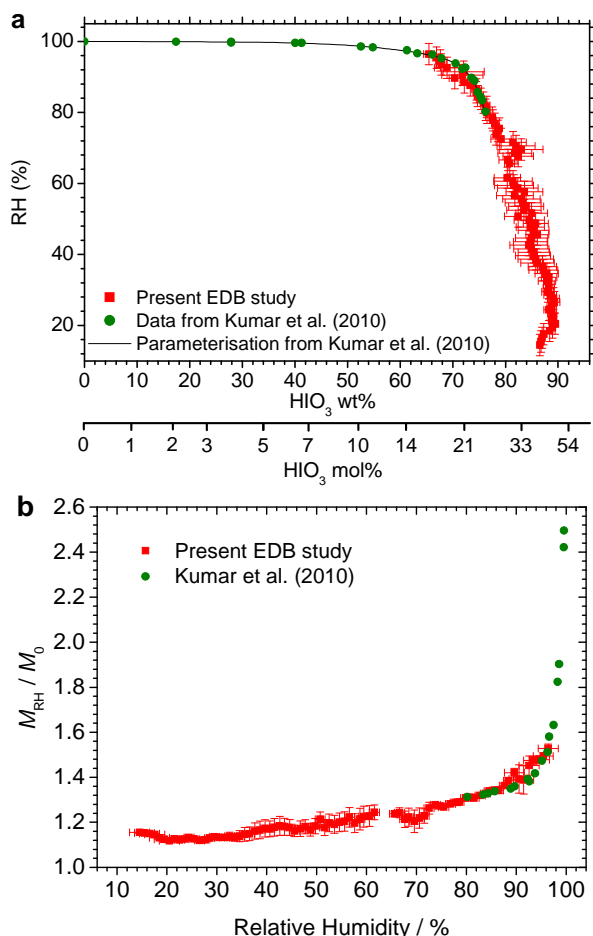 a
RH (%)
100
80
60
40
20
Present EDB study
Data from Kumar et al. (2010)
Parameterisation from Kumar et al. (2010)
0 10 20 30 40 50 60 70 80 90
HIO3 wt%
0 1 2 3 5 7 10 14 21 33 54
HIO3 mol%
b
MRH / M0
2.6
2.4
2.2
2.0
1.8
1.6
1.4
1.2
1.0
Present EDB study
Kumar et al. (2010)
10 20 30 40 50 60 70 80 90 100
Relative Humidity / %